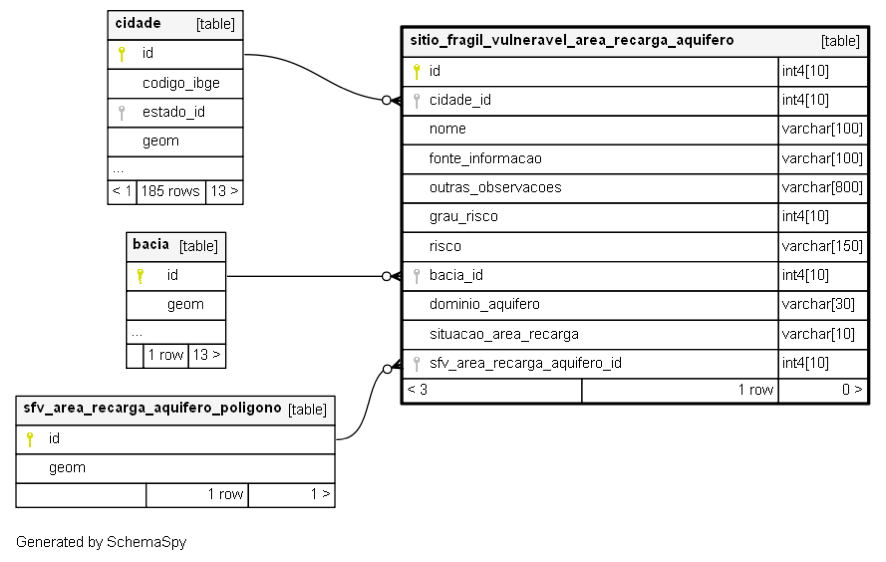 cidade [table]
id
codigo_ibge
estado_id
geom
...
< 1 185 rows 13 >
bacia [table]
id
geom
...
1 row 13 >
sfv_area_recarga_aquifero_poligono [table]
id
geom
1 row 1 >
sitio_fragil_vulneravel_area_recarga_aquifero [table]
id int4[10]
cidade_id int4[10]
nome varchar[100]
fonte_informacao varchar[100]
outras_observacoes varchar[800]
grau_risco int4[10]
risco varchar[150]
bacia_id int4[10]
dominio_aquifero varchar[30]
situacao_area_recarga varchar[10]
sfv_area_recarga_aquifero_id int4[10]
< 3 1 row 0 >
Generated by SchemaSpy